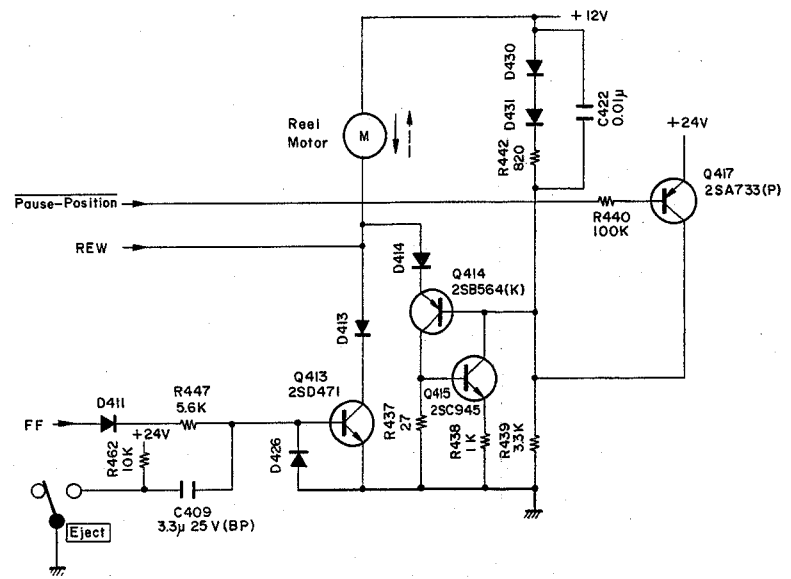 +12V
D430
D431
C422
0.01μ
R442
820
+24V
Reel
Motor
M
Q417
2SA733(P)
Pause-Position
R440
100K
REW
D414
Q414
2SB564(K)
D413
Q413
2SD471
Q415
2SC945
D411
R447
5.6K
FF
+24V
R462
10K
D426
R437
27
R438
1K
R439
3.3K
C409
3.3μ 25V(BP)
Eject